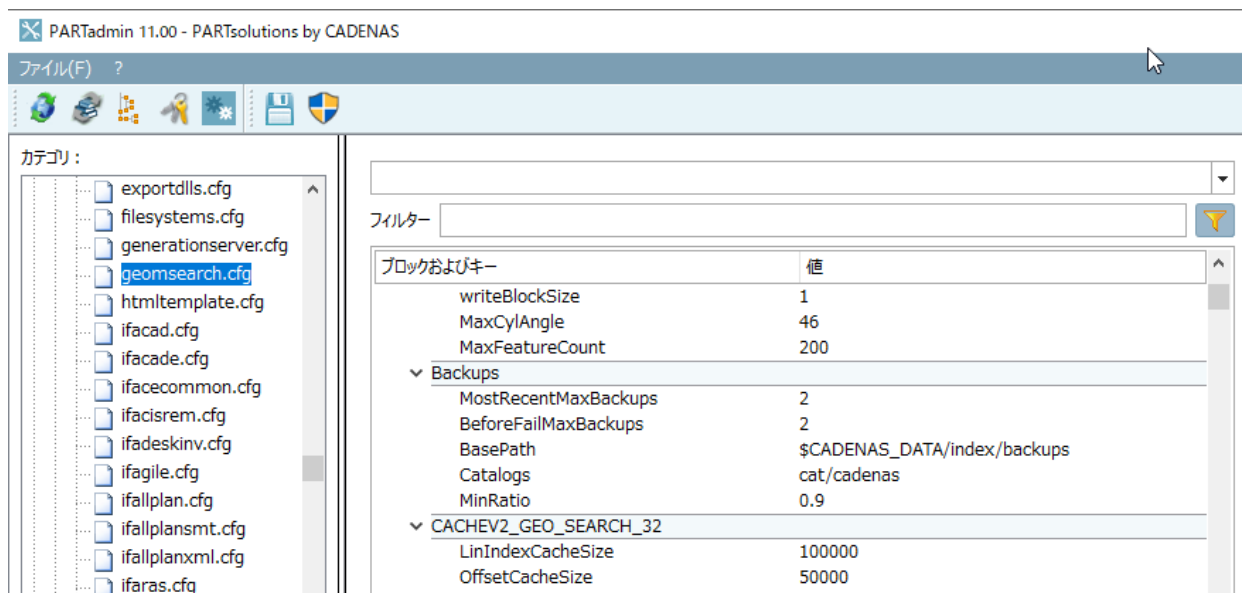 PARTadmin 11.00 - PARTsolutions by CADENAS
ファイル(F) ?
カテゴリ :
exportdlls.cfg
filesystems.cfg
generationserver.cfg
geomsearch.cfg
htmltemplate.cfg
ifacad.cfg
ifacade.cfg
ifacecommon.cfg
ifacisrem.cfg
ifadeskinv.cfg
ifagile.cfg
ifallplan.cfg
ifallplansmt.cfg
ifallplanxml.cfg
ifaras.cfg
フィルター
ブロックおよびキー 値
writeBlockSize 1
MaxCylAngle 46
MaxFeatureCount 200
Backups
MostRecentMaxBackups 2
BeforeFailMaxBackups 2
BasePath $CADENAS_DATA/index/backups
Catalogs cat/cadenas
MinRatio 0.9
CACHEV2_GEO_SEARCH_32
LinIndexCacheSize 100000
OffsetCacheSize 50000